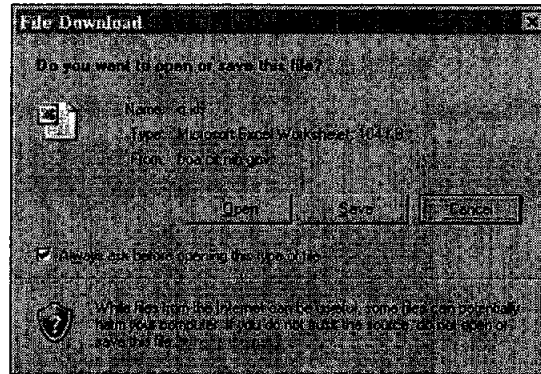 File Download
Do you want to open or save this file?
Name:
Type: Microsoft Excel Worksheet, 104 KB
From:
Open Save Cancel
Always ask before opening this type of file
While files from the Internet can be useful, some files can potentially
harm your computer. If you do not trust the source, do not open or
save this file.